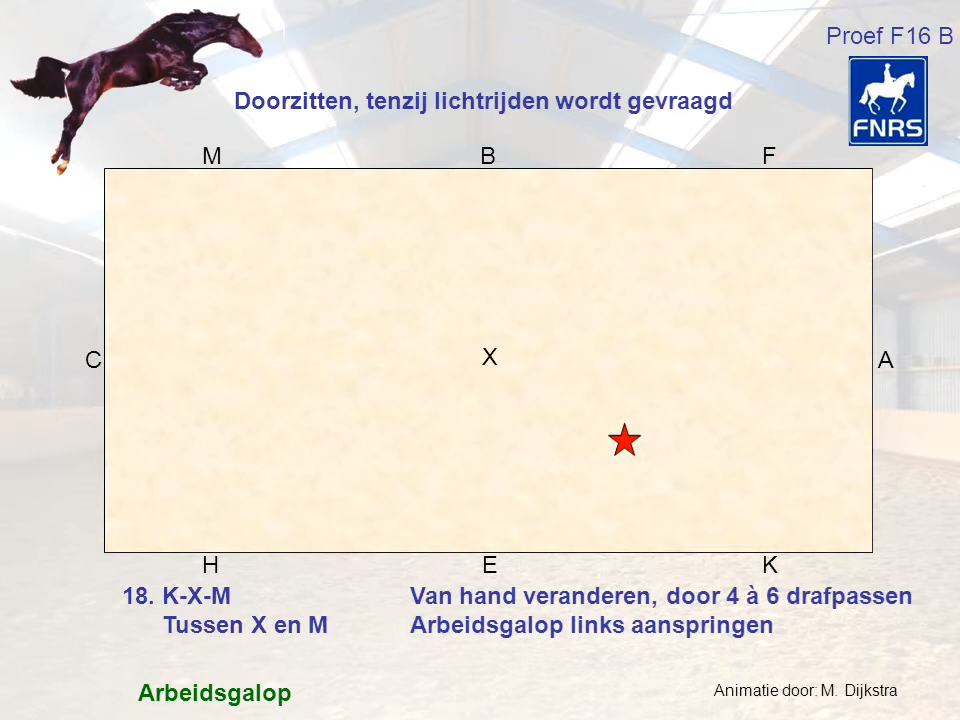 Proef F16 B
FNRS
Doorzitten, tenzij lichtrijden wordt gevraagd
M B F
C X A
H E K
18. K-X-M Van hand veranderen, door 4 à 6 drafpassen
Tussen X en M Arbeidsgalop links aanspringen
Arbeidsgalop
Animatie door: M. Dijkstra